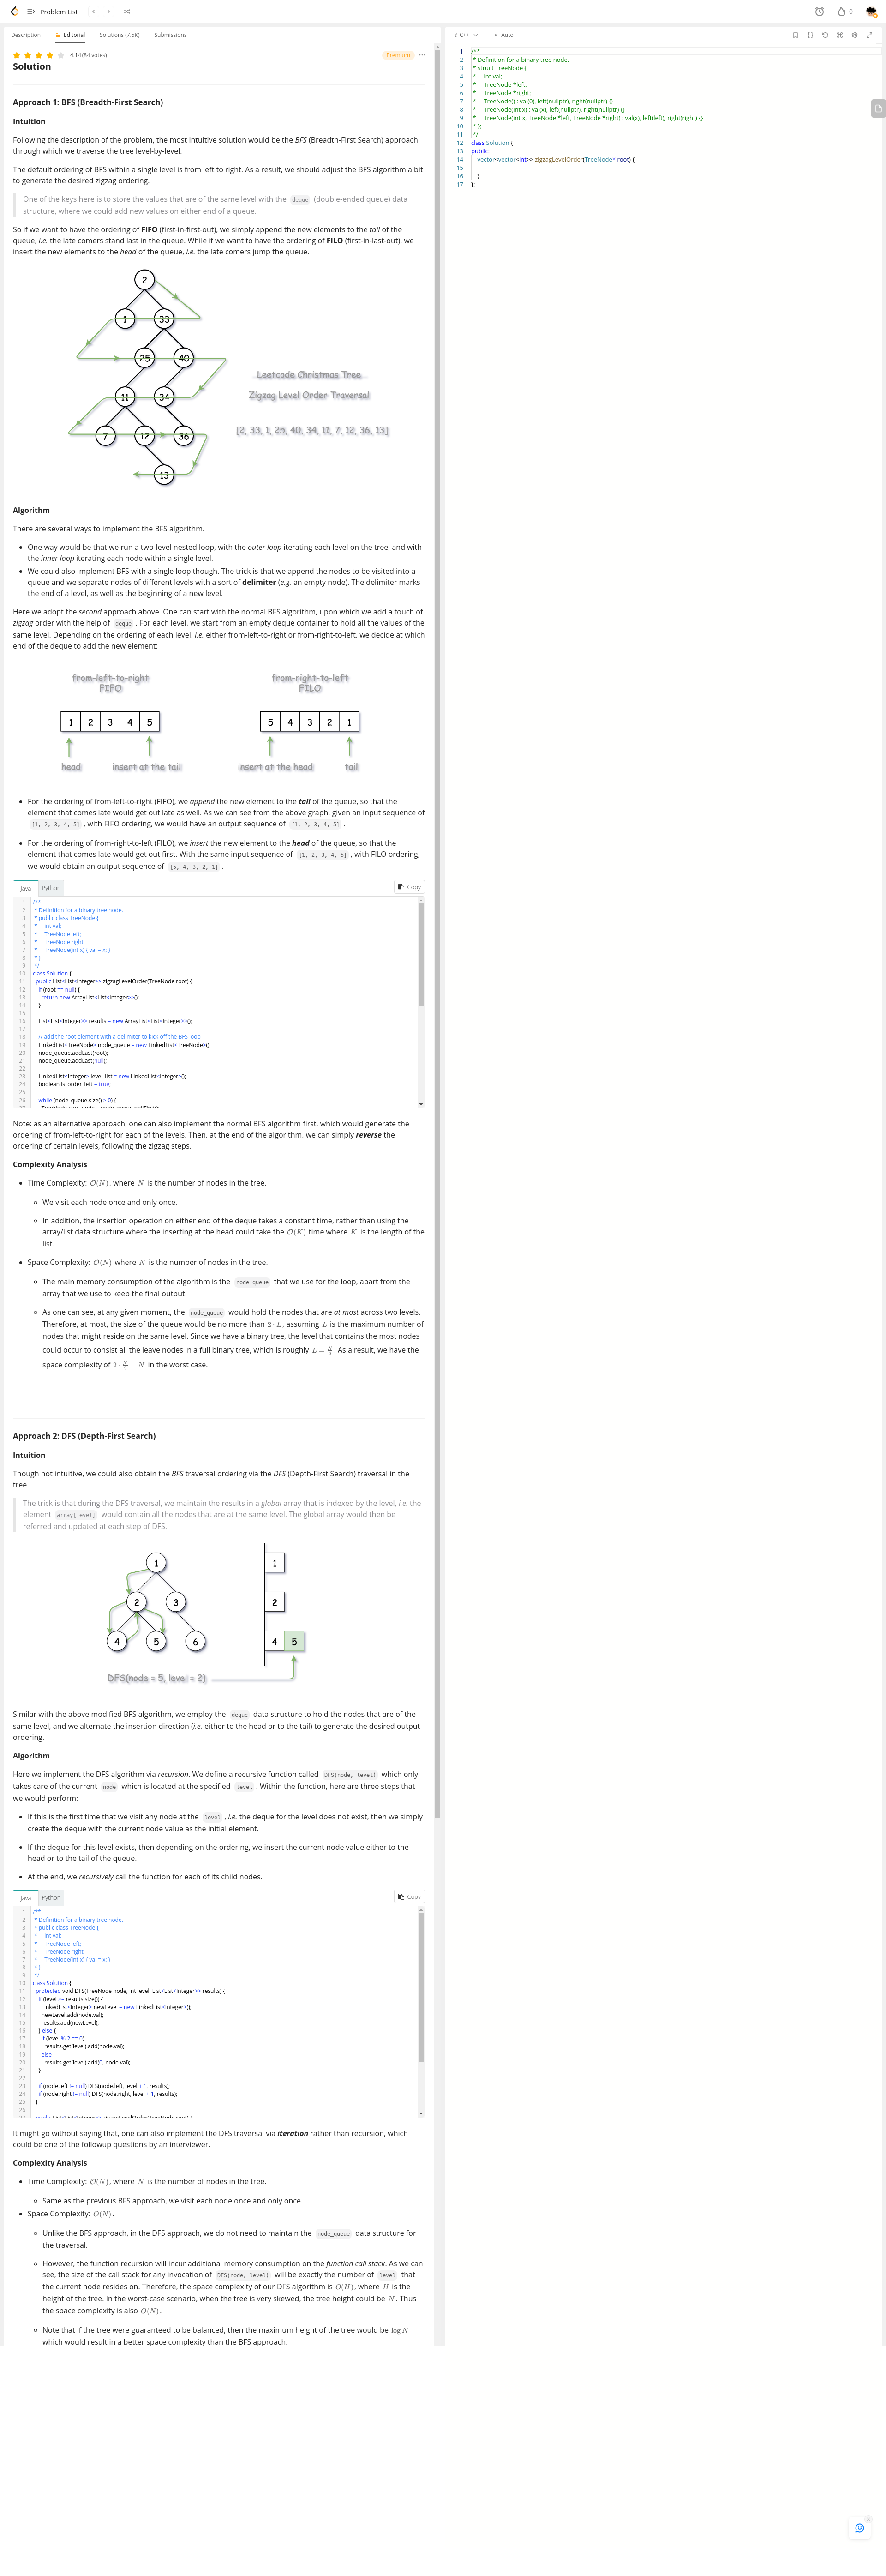 Problem List
0
Description
Editorial
Solutions (7.5K)
Submissions
4.14 (84 votes)
Premium
Solution
Approach 1: BFS (Breadth-First Search)
Intuition
Following the description of the problem, the most intuitive solution would be the BFS (Breadth-First Search) approach
through which we traverse the tree level-by-level.
The default ordering of BFS within a single level is from left to right. As a result, we should adjust the BFS algorithm a bit
to generate the desired zigzag ordering.
One of the keys here is to store the values that are of the same level with the deque (double-ended queue) data
structure, where we could add new values on either end of a queue.
So if we want to have the ordering of FIFO (first-in-first-out), we simply append the new elements to the tail of the
queue, i.e. the late comers stand last in the queue. While if we want to have the ordering of FILO (first-in-last-out), we
insert the new elements to the head of the queue, i.e. the late comers jump the queue.
2
1 33
25 40
Leetcode Christmas Tree
11 34
Zigzag Level Order Traversal
7 12 36
[2, 33, 1, 25, 40, 34, 11, 7, 12, 36, 13]
13
Algorithm
There are several ways to implement the BFS algorithm.
• One way would be that we run a two-level nested loop, with the outer loop iterating each level on the tree, and with
the inner loop iterating each node within a single level.
• We could also implement BFS with a single loop though. The trick is that we append the nodes to be visited into a
queue and we separate nodes of different levels with a sort of delimiter (e.g. an empty node). The delimiter marks
the end of a level, as well as the beginning of a new level.
Here we adopt the second approach above. One can start with the normal BFS algorithm, upon which we add a touch of
zigzag order with the help of deque . For each level, we start from an empty deque container to hold all the values of the
same level. Depending on the ordering of each level, i.e. either from-left-to-right or from-right-to-left, we decide at which
end of the deque to add the new element:
from-left-to-right
FIFO
from-right-to-left
FILO
1 2 3 4 5
5 4 3 2 1
head
insert at the tail
insert at the head
tail
• For the ordering of from-left-to-right (FIFO), we append the new element to the tail of the queue, so that the
element that comes late would get out late as well. As we can see from the above graph, given an input sequence of
[1, 2, 3, 4, 5] , with FIFO ordering, we would have an output sequence of [1, 2, 3, 4, 5] .
• For the ordering of from-right-to-left (FILO), we insert the new element to the head of the queue, so that the
element that comes late would get out first. With the same input sequence of [1, 2, 3, 4, 5] , with FILO ordering,
we would obtain an output sequence of [5, 4, 3, 2, 1] .
Java
Python
Copy
1 /**
2 * Definition for a binary tree node.
3 * public class TreeNode {
4 * int val;
5 * TreeNode left;
6 * TreeNode right;
7 * TreeNode(int x) { val = x; }
8 * }
9 */
10 class Solution {
11 public List<List<Integer>> zigzagLevelOrder(TreeNode root) {
12 if (root == null) {
13 return new ArrayList<List<Integer>>();
14 }
15
16 List<List<Integer>> results = new ArrayList<List<Integer>>();
17
18 // add the root element with a delimiter to kick off the BFS loop
19 LinkedList<TreeNode> node_queue = new LinkedList<TreeNode>();
20 node_queue.addLast(root);
21 node_queue.addLast(null);
22
23 LinkedList<Integer> level_list = new LinkedList<Integer>();
24 boolean is_order_left = true;
25
26 while (node_queue.size() > 0) {
Note: as an alternative approach, one can also implement the normal BFS algorithm first, which would generate the
ordering of from-left-to-right for each of the levels. Then, at the end of the algorithm, we can simply reverse the
ordering of certain levels, following the zigzag steps.
Complexity Analysis
• Time Complexity: O(N), where N is the number of nodes in the tree.
◦ We visit each node once and only once.
◦ In addition, the insertion operation on either end of the deque takes a constant time, rather than using the
array/list data structure where the inserting at the head could take the O(K) time where K is the length of the
list.
• Space Complexity: O(N) where N is the number of nodes in the tree.
◦ The main memory consumption of the algorithm is the node_queue that we use for the loop, apart from the
array that we use to keep the final output.
◦ As one can see, at any given moment, the node_queue would hold the nodes that are at most across two levels.
Therefore, at most, the size of the queue would be no more than 2 · L, assuming L is the maximum number of
nodes that might reside on the same level. Since we have a binary tree, the level that contains the most nodes
could occur to consist all the leave nodes in a full binary tree, which is roughly L = N/2. As a result, we have the
space complexity of 2 · N/2 = N in the worst case.
Approach 2: DFS (Depth-First Search)
Intuition
Though not intuitive, we could also obtain the BFS traversal ordering via the DFS (Depth-First Search) traversal in the
tree.
The trick is that during the DFS traversal, we maintain the results in a global array that is indexed by the level, i.e. the
element array[level] would contain all the nodes that are at the same level. The global array would then be
referred and updated at each step of DFS.
1
1
2 3
2
4 5 6
4 5
DFS(node = 5, level = 2)
Similar with the above modified BFS algorithm, we employ the deque data structure to hold the nodes that are of the
same level, and we alternate the insertion direction (i.e. either to the head or to the tail) to generate the desired output
ordering.
Algorithm
Here we implement the DFS algorithm via recursion. We define a recursive function called DFS(node, level) which only
takes care of the current node which is located at the specified level . Within the function, here are three steps that
we would perform:
• If this is the first time that we visit any node at the level , i.e. the deque for the level does not exist, then we simply
create the deque with the current node value as the initial element.
• If the deque for this level exists, then depending on the ordering, we insert the current node value either to the
head or to the tail of the queue.
• At the end, we recursively call the function for each of its child nodes.
Java
Python
Copy
1 /**
2 * Definition for a binary tree node.
3 * public class TreeNode {
4 * int val;
5 * TreeNode left;
6 * TreeNode right;
7 * TreeNode(int x) { val = x; }
8 * }
9 */
10 class Solution {
11 protected void DFS(TreeNode node, int level, List<List<Integer>> results) {
12 if (level >= results.size()) {
13 LinkedList<Integer> newLevel = new LinkedList<Integer>();
14 newLevel.add(node.val);
15 results.add(newLevel);
16 } else {
17 if (level % 2 == 0)
18 results.get(level).add(node.val);
19 else
20 results.get(level).add(0, node.val);
21 }
22
23 if (node.left != null) DFS(node.left, level + 1, results);
24 if (node.right != null) DFS(node.right, level + 1, results);
25 }
26
It might go without saying that, one can also implement the DFS traversal via iteration rather than recursion, which
could be one of the followup questions by an interviewer.
Complexity Analysis
• Time Complexity: O(N), where N is the number of nodes in the tree.
◦ Same as the previous BFS approach, we visit each node once and only once.
• Space Complexity: O(N).
◦ Unlike the BFS approach, in the DFS approach, we do not need to maintain the node_queue data structure for
the traversal.
◦ However, the function recursion will incur additional memory consumption on the function call stack. As we can
see, the size of the call stack for any invocation of DFS(node, level) will be exactly the number of level that
the current node resides on. Therefore, the space complexity of our DFS algorithm is O(H), where H is the
height of the tree. In the worst-case scenario, when the tree is very skewed, the tree height could be N. Thus
the space complexity is also O(N).
◦ Note that if the tree were guaranteed to be balanced, then the maximum height of the tree would be log N
which would result in a better space complexity than the BFS approach.
i C++
• Auto
1 /**
2 * Definition for a binary tree node.
3 * struct TreeNode {
4 * int val;
5 * TreeNode *left;
6 * TreeNode *right;
7 * TreeNode() : val(0), left(nullptr), right(nullptr) {}
8 * TreeNode(int x) : val(x), left(nullptr), right(nullptr) {}
9 * TreeNode(int x, TreeNode *left, TreeNode *right) : val(x), left(left), right(right) {}
10 * };
11 */
12 class Solution {
13 public:
14 vector<vector<int>> zigzagLevelOrder(TreeNode* root) {
15
16 }
17 };